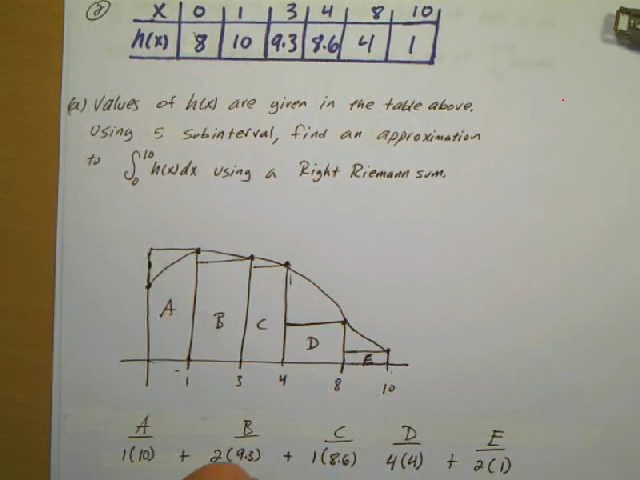 ② x 0 1 3 4 8 10
h(x) 8 10 9.3 8.6 4 1
(a) Values of h(x) are given in the table above.
Using 5 subinterval, find an approximation
to ∫₀¹⁰ h(x)dx using a Right Riemann sum.
A B C D E
1 3 4 8 10
A B C D E
1(10) + 2(9.3) + 1(8.6) 4(4) + 2(1)